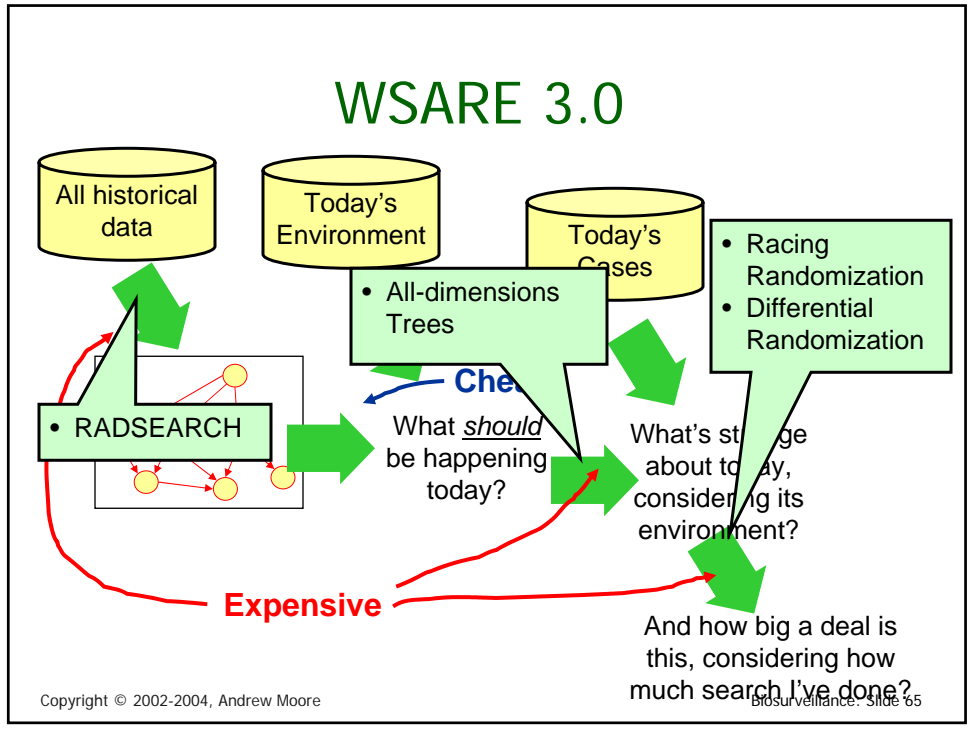 WSARE 3.0
All historical
data
Today's
Environment
Today's
Cases
• Racing
Randomization
• Differential
Randomization
• All-dimensions
Trees
• RADSEARCH
What should
be happening
today?
What's
about
considering its
environment?
Expensive
And how big a deal is
this, considering how
much search I've done?
Copyright © 2002-2004, Andrew Moore
Biosurveillance: Slide 65